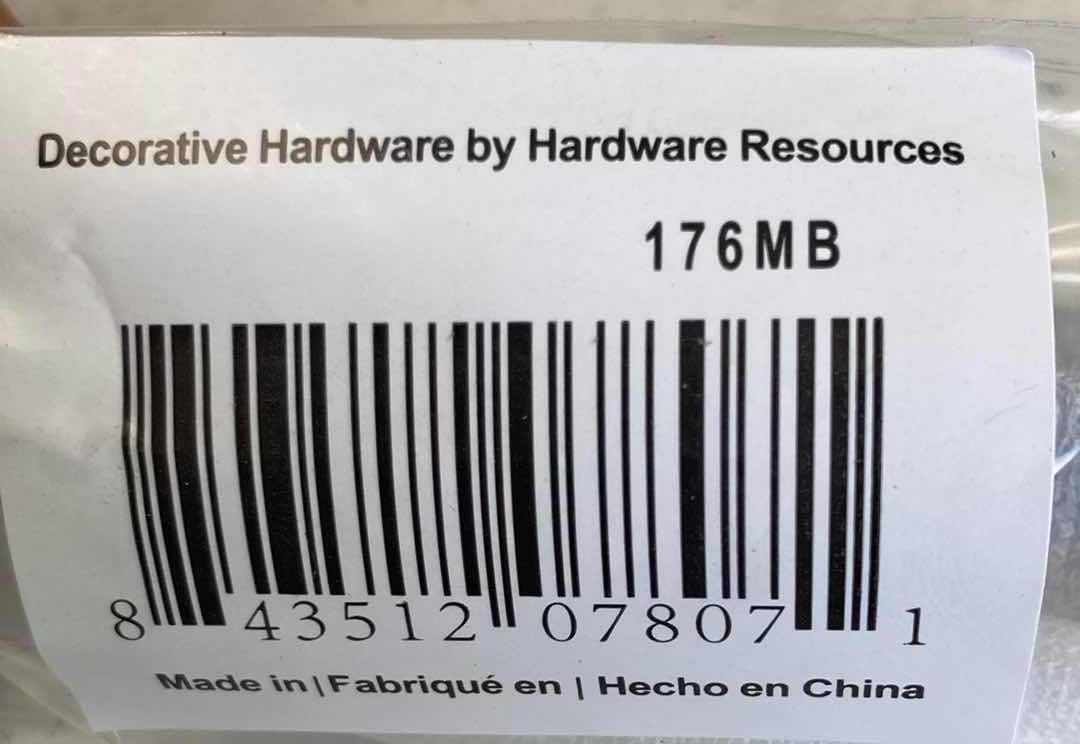 Decorative Hardware by Hardware Resources
176MB
8 43512 07807 1
Made in | Fabriqué en | Hecho en China